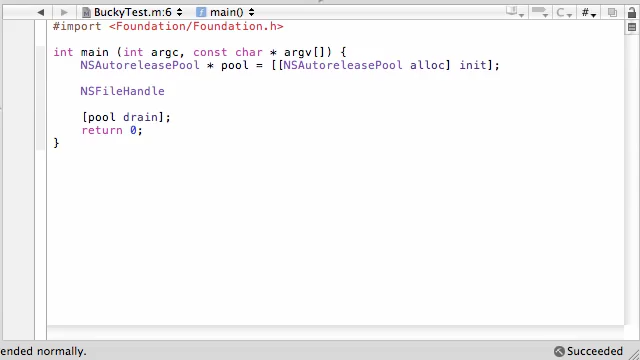 BuckyTest.m:6 main() C #
#import <Foundation/Foundation.h>
int main (int argc, const char * argv[]) {
NSAutoreleasePool * pool = [[NSAutoreleasePool alloc] init];
NSFileHandle
[pool drain];
return 0;
}
ended normally. Succeeded